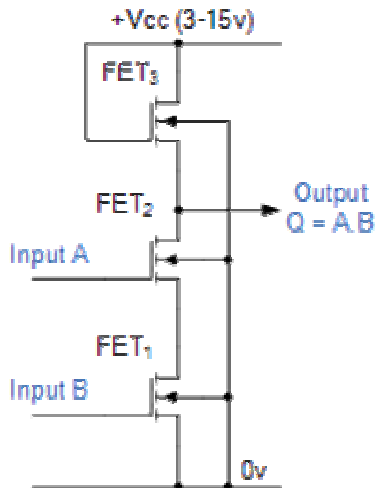 +Vcc (3-15v)
FET₃
FET₂
Output
Q = A.B
Input A
FET₁
Input B
0v